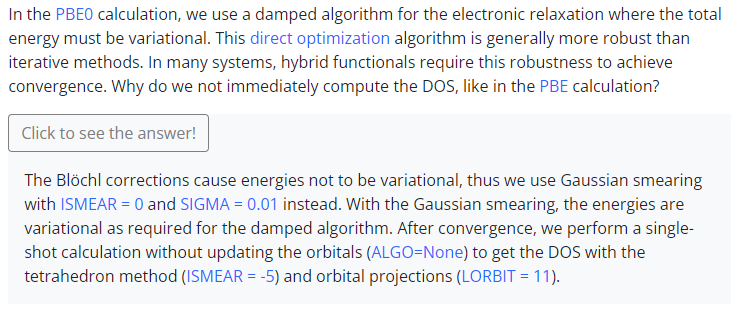 In the PBE0 calculation, we use a damped algorithm for the electronic relaxation where the total
energy must be variational. This direct optimization algorithm is generally more robust than
iterative methods. In many systems, hybrid functionals require this robustness to achieve
convergence. Why do we not immediately compute the DOS, like in the PBE calculation?
Click to see the answer!
The Blöchl corrections cause energies not to be variational, thus we use Gaussian smearing
with ISMEAR = 0 and SIGMA = 0.01 instead. With the Gaussian smearing, the energies are
variational as required for the damped algorithm. After convergence, we perform a single-
shot calculation without updating the orbitals (ALGO=None) to get the DOS with the
tetrahedron method (ISMEAR = -5) and orbital projections (LORBIT = 11).